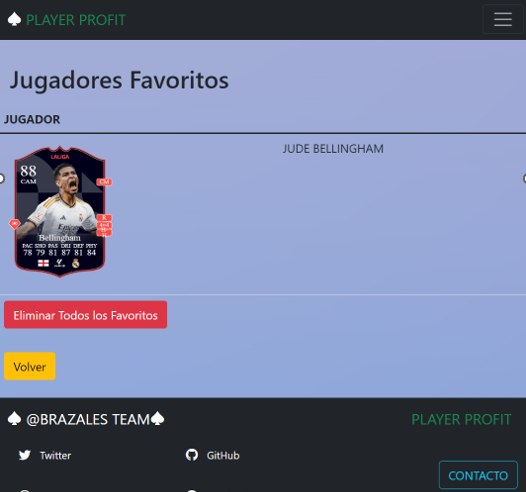 PLAYER PROFIT
Jugadores Favoritos
JUGADOR
LALIGA
88
CAM
CM
JUDE BELLINGHAM
Bellingham
PAC SHO PAS DRI DEF PHY
78 79 81 87 81 84
Eliminar Todos los Favoritos
Volver
@BRAZALES TEAM
PLAYER PROFIT
Twitter
GitHub
CONTACTO